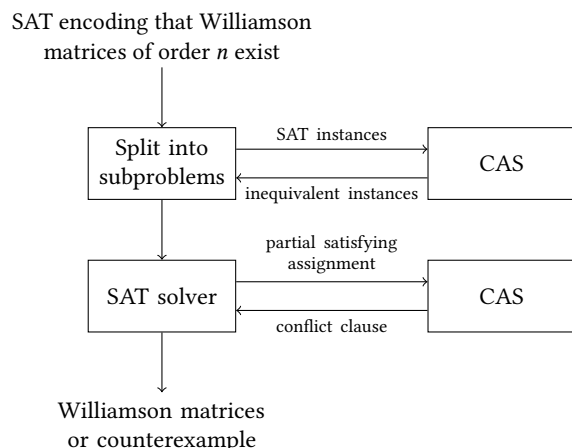 SAT encoding that Williamson
matrices of order n exist
Split into
subproblems
SAT instances
inequivalent instances
CAS
SAT solver
partial satisfying
assignment
conflict clause
CAS
Williamson matrices
or counterexample